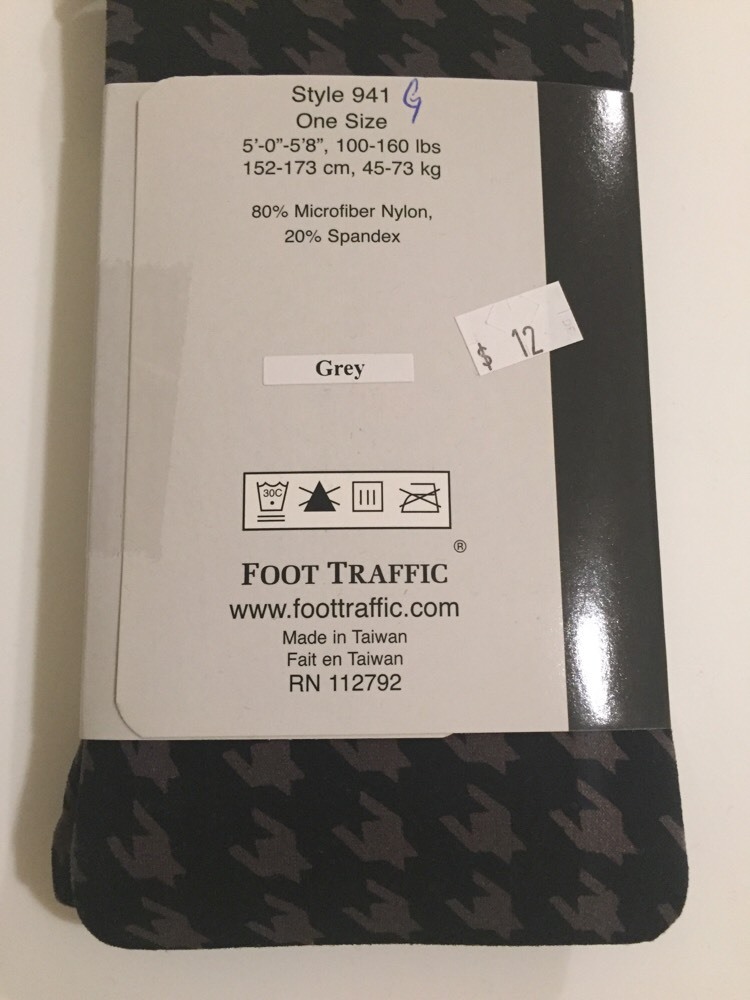 Style 941 G
One Size
5'-0"-5'8", 100-160 lbs
152-173 cm, 45-73 kg
80% Microfiber Nylon,
20% Spandex
$ 12
Grey
30C
®
FOOT TRAFFIC
www.foottraffic.com
Made in Taiwan
Fait en Taiwan
RN 112792